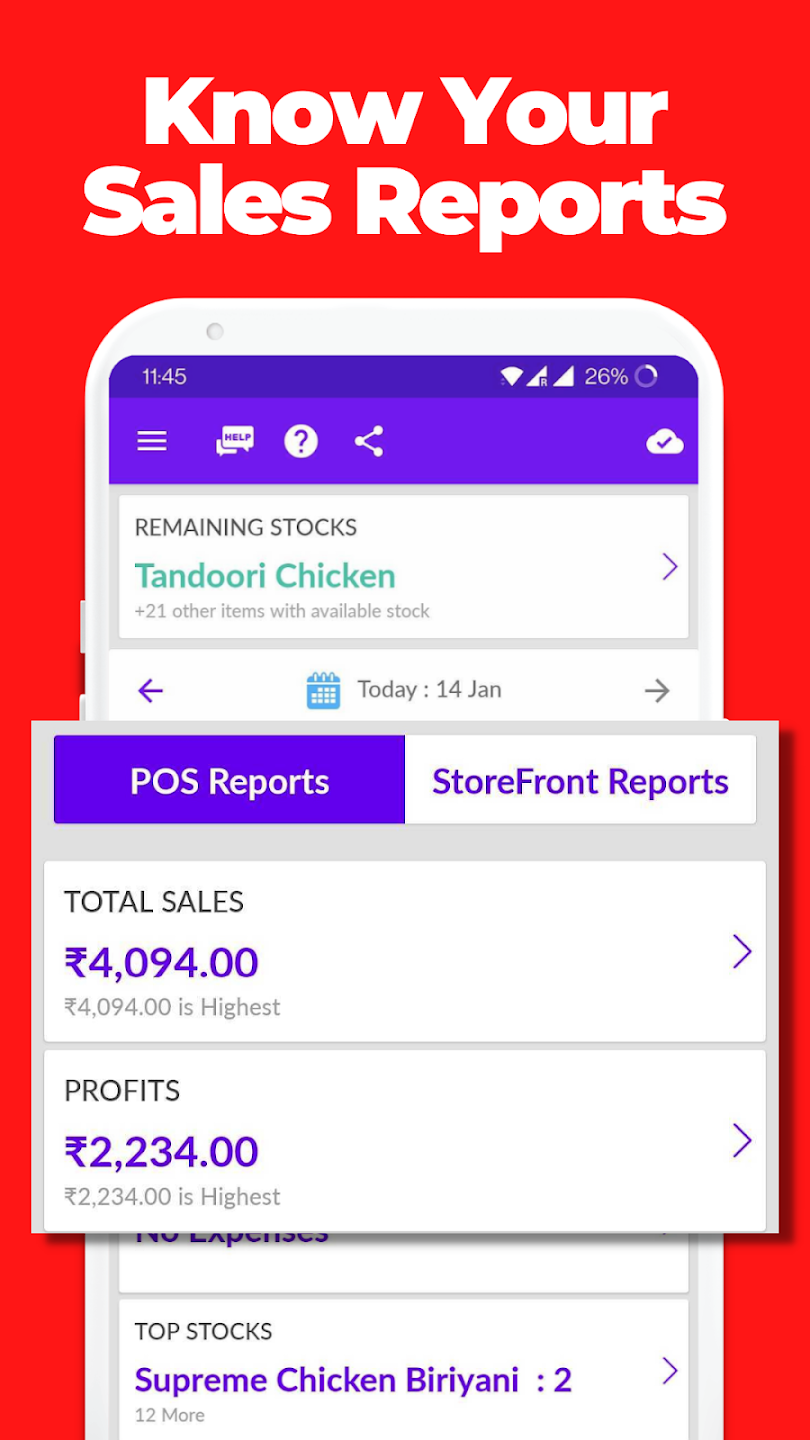 Know Your
Sales Reports
11:45
R
26%
HELP
?
REMAINING STOCKS
Tandoori Chicken
+21 other items with available stock
Today : 14 Jan
POS Reports
StoreFront Reports
TOTAL SALES
₹4,094.00
₹4,094.00 is Highest
PROFITS
₹2,234.00
₹2,234.00 is Highest
No Expenses
TOP STOCKS
Supreme Chicken Biriyani : 2
12 More